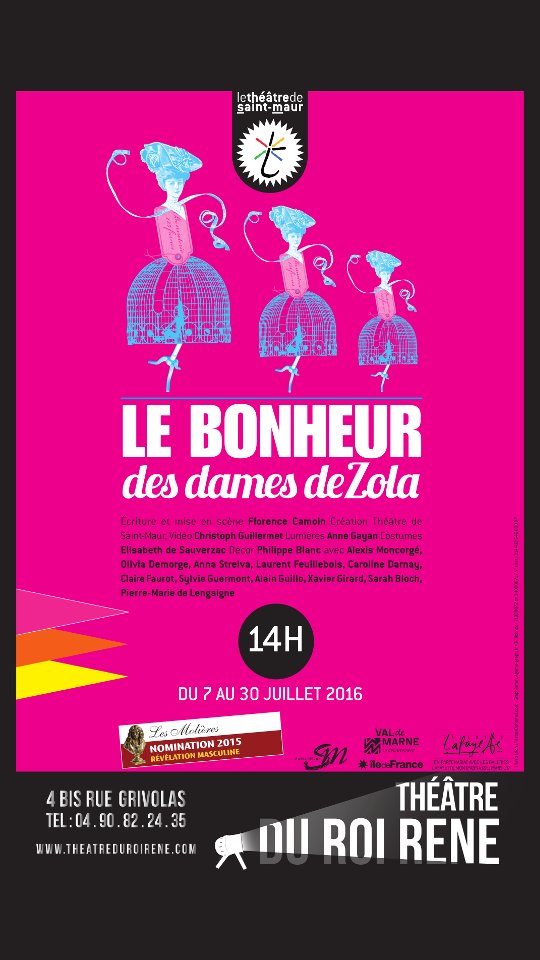 lethéâtrede
saint-maur
LE BONHEUR
des dames de Zola
Écriture et mise en scène Florence Camoin Création Théâtre de
Saint-Maur, Vidéo Christoph Guillermet Lumières Anne Gayan Costumes
Elisabeth de Sauverzac Décor Philippe Blanc avec Alexis Moncorgé,
Olivia Demorge, Anna Strelva, Laurent Feuillebois, Caroline Darnay,
Claire Faurot, Sylvie Guermont, Alain Guillo, Xavier Girard, Sarah Bloch,
Pierre-Marie de Lengaigne
14H
DU 7 AU 30 JUILLET 2016
Les Molières
NOMINATION 2015
RÉVÉLATION MASCULINE
SM
VAL de
MARNE
île de France
THÉÂTRE
DU ROI RENE
4 BIS RUE GRIVOLAS
TEL : 04.90.82.24.35
WWW.THEATREDUROIRENE.COM